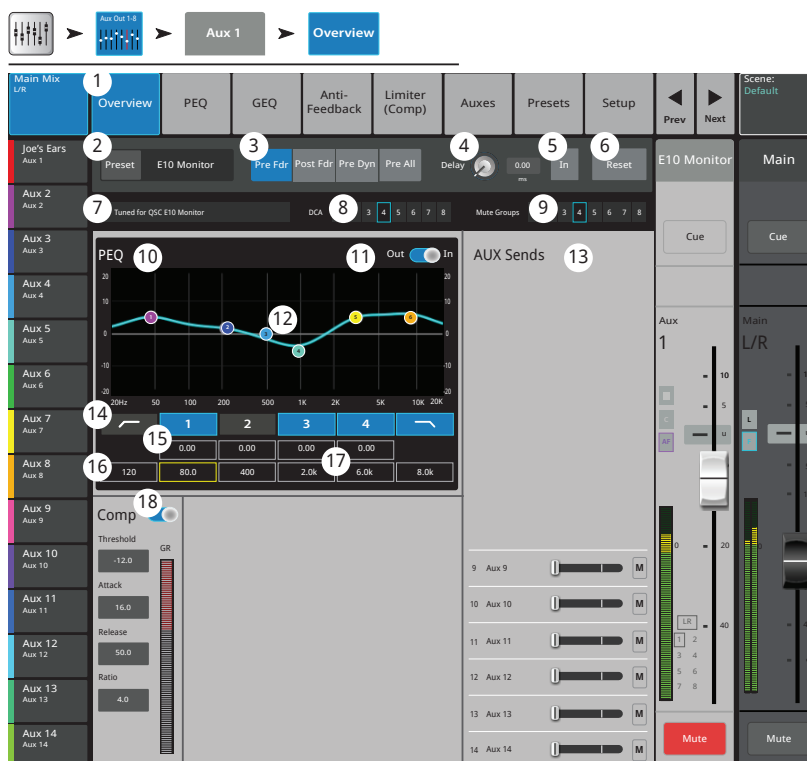 Aux Out 1-8
Aux 1
Overview
Main Mix
L/R
1
Overview
PEQ
GEQ
Anti-
Feedback
Limiter
(Comp)
Auxes
Presets
Setup
Prev
Next
Scene:
Default
Joe's Ears
Aux 1
Aux 2
Aux 2
Aux 3
Aux 3
Aux 4
Aux 4
Aux 5
Aux 5
Aux 6
Aux 6
Aux 7
Aux 7
Aux 8
Aux 8
Aux 9
Aux 9
Aux 10
Aux 10
Aux 11
Aux 11
Aux 12
Aux 12
Aux 13
Aux 13
Aux 14
Aux 14
2 3 4 5 6
Preset E10 Monitor Pre Fdr Post Fdr Pre Dyn Pre All Delay 0.00 ms In Reset
7 Tuned for QSC E10 Monitor DCA 8 3 4 5 6 7 8 Mute Groups 9 3 4 5 6 7 8
PEQ 10 11 Out In
20 20
10 10
0 0
-10 -10
-20 -20
1 2 3 4 5 6
12
20Hz 50 100 200 500 1K 2K 5K 10K 20K
14 1 2 3 4
15 0.00 0.00 0.00 0.00
16 120 80.0 400 2.0k 17 6.0k 8.0k
18
Comp
Threshold
-12.0
GR
Attack
16.0
Release
50.0
Ratio
4.0
AUX Sends 13
9 Aux 9 M
10 Aux 10 M
11 Aux 11 M
12 Aux 12 M
13 Aux 13 M
14 Aux 14 M
E10 Monitor
Cue
Aux
1
10
5
C
AF
U
0
20
40
LR
1 2
3 4
5 6
7 8
Mute
Main
Cue
Main
L/R
L
0
Mute